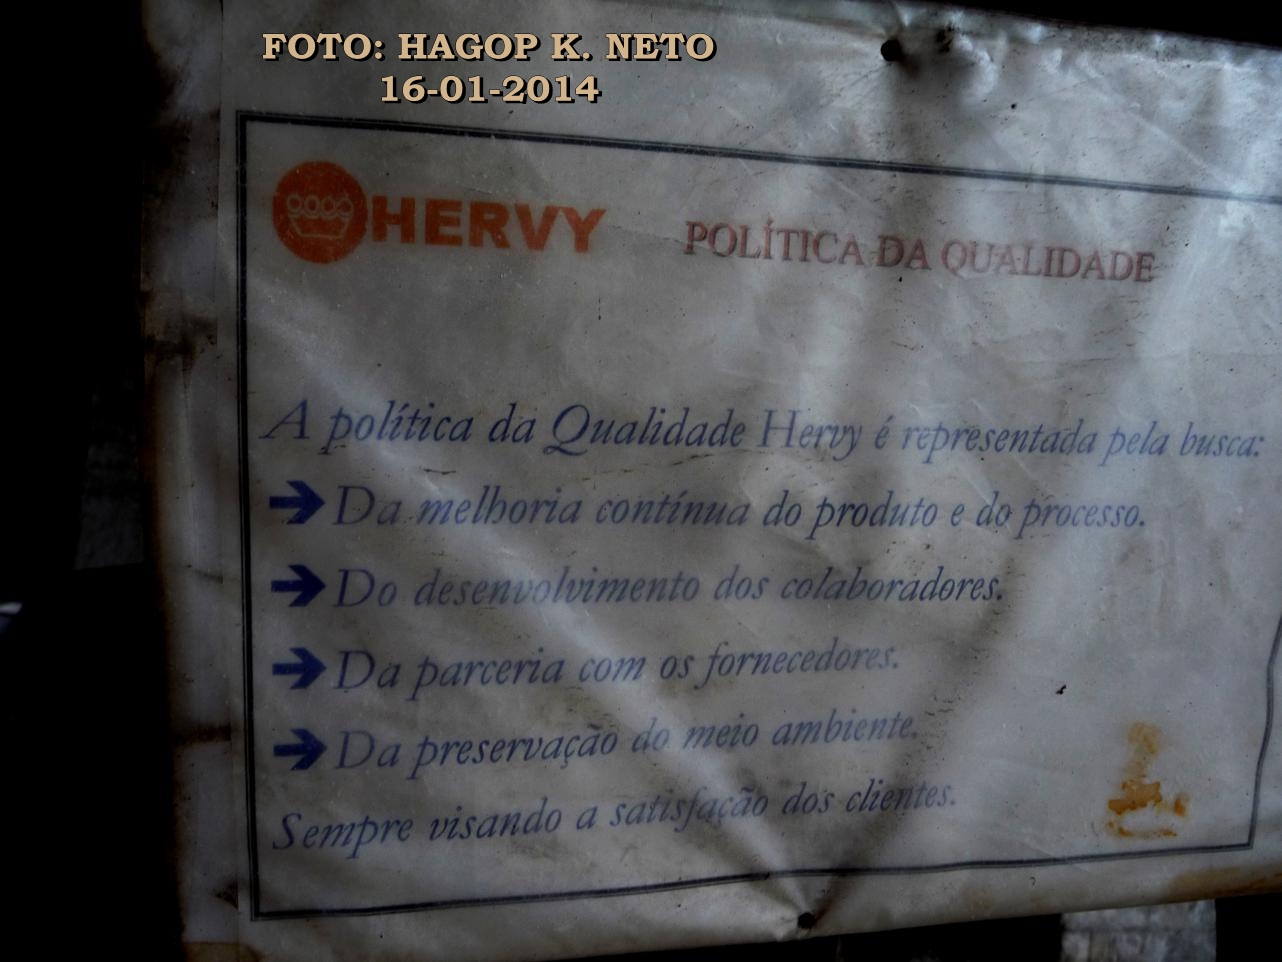 FOTO: HAGOP K. NETO
16-01-2014
HERVY
POLÍTICA DA QUALIDADE
A política da Qualidade Hervy é representada pela busca:
Da melhoria contínua do produto e do processo.
Do desenvolvimento dos colaboradores.
Da parceria com os fornecedores.
Da preservação do meio ambiente.
Sempre visando a satisfação dos clientes.